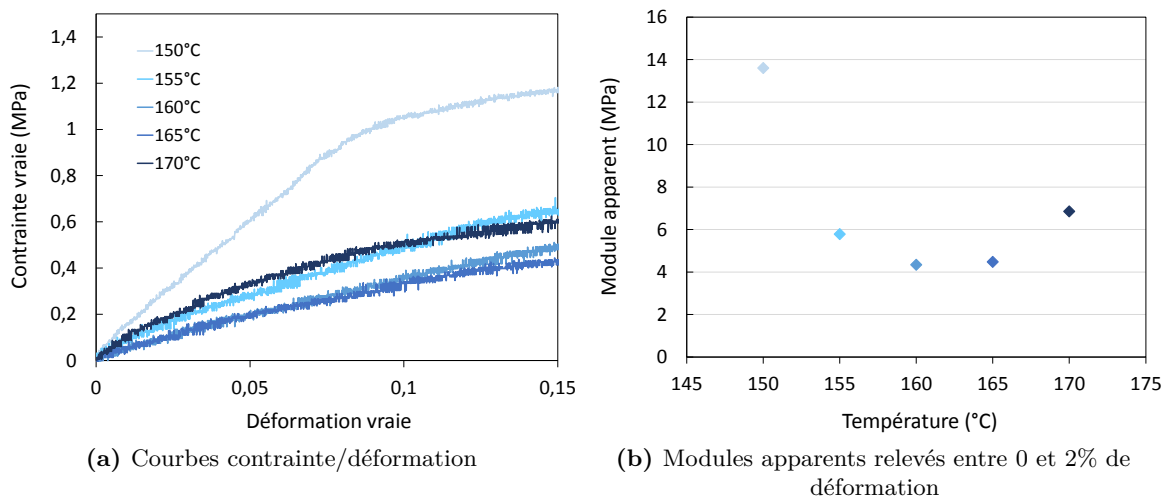 Contrainte vraie (MPa)
1,4
1,2
1
0,8
0,6
0,4
0,2
0
0
0,05
0,1
0,15
150°C
155°C
160°C
165°C
170°C
Déformation vraie
(a) Courbes contrainte/déformation
Module apparent (MPa)
16
14
12
10
8
6
4
2
0
145
150
155
160
165
170
175
Température (°C)
(b) Modules apparents relevés entre 0 et 2% de
déformation